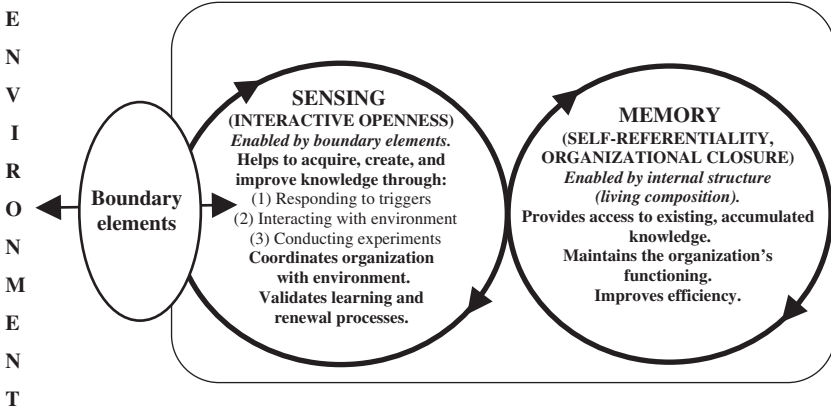 E
N
V
I
R
O
N
M
E
N
T
Boundary
elements
SENSING
(INTERACTIVE OPENNESS)
Enabled by boundary elements.
Helps to acquire, create, and
improve knowledge through:
(1) Responding to triggers
(2) Interacting with environment
(3) Conducting experiments
Coordinates organization
with environment.
Validates learning and
renewal processes.
MEMORY
(SELF-REFERENTIALITY,
ORGANIZATIONAL CLOSURE)
Enabled by internal structure
(living composition).
Provides access to existing, accumulated
knowledge.
Maintains the organization’s
functioning.
Improves efficiency.